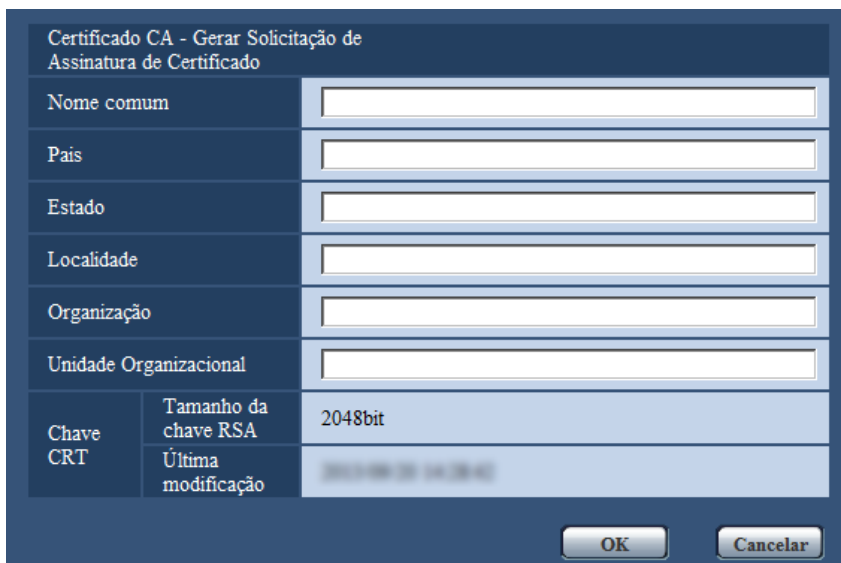 Certificado CA - Gerar Solicitação de
Assinatura de Certificado
Nome comum
Pais
Estado
Localidade
Organização
Unidade Organizacional
Chave
CRT
Tamanho da
chave RSA
2048bit
Última
modificação
OK
Cancelar